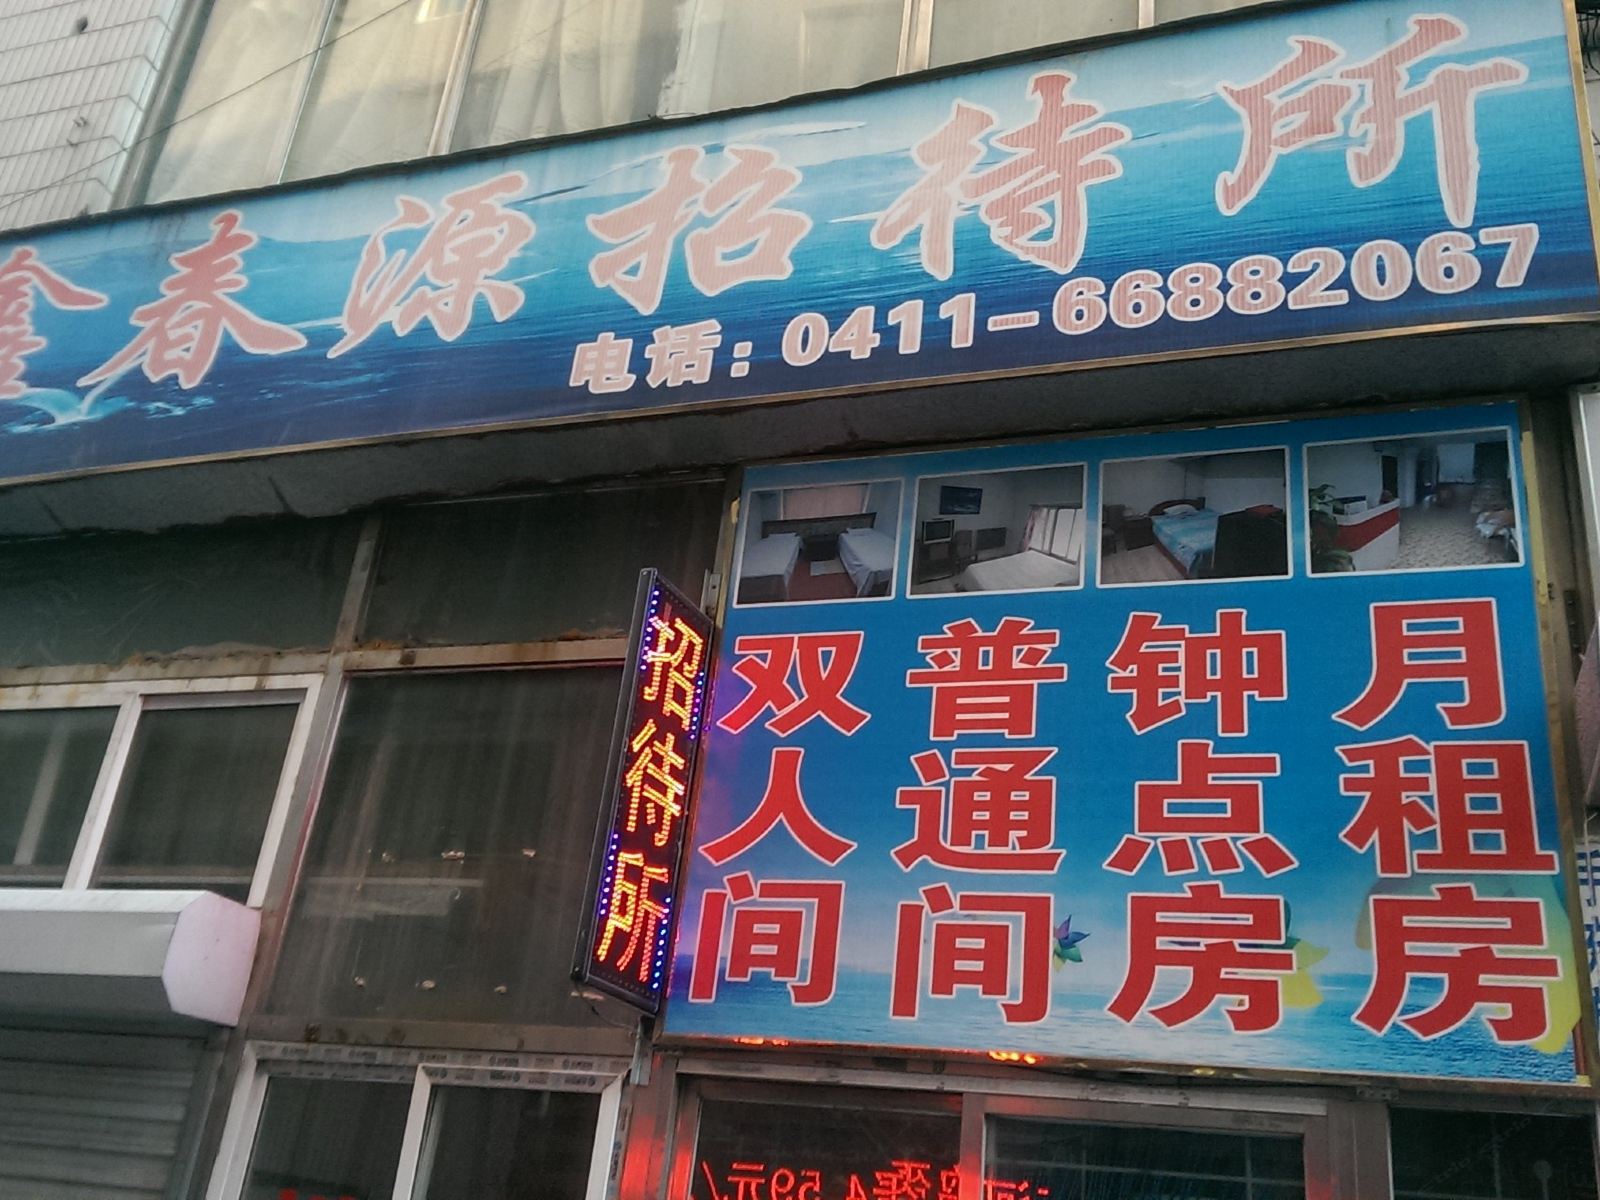 鑫春源招待所
电话：0411-66882067
招待所
双人间
普通间
钟点房
月租房